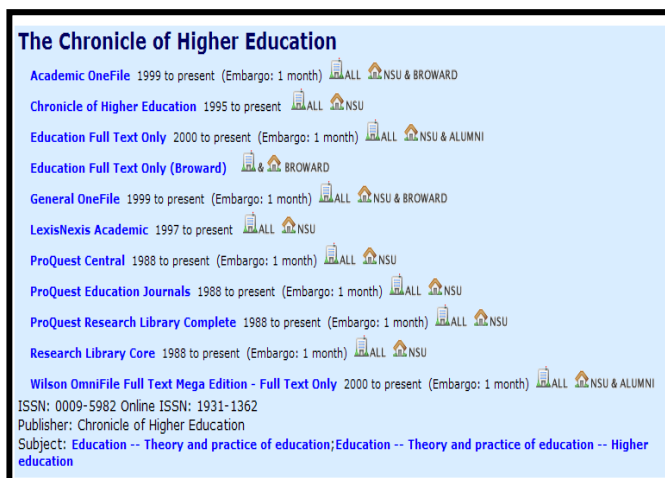 The Chronicle of Higher Education
Academic OneFile 1999 to present (Embargo: 1 month) ALL NSU & BROWARD
Chronicle of Higher Education 1995 to present ALL NSU
Education Full Text Only 2000 to present (Embargo: 1 month) ALL NSU & ALUMNI
Education Full Text Only (Broward) & BROWARD
General OneFile 1999 to present (Embargo: 1 month) ALL NSU & BROWARD
LexisNexis Academic 1997 to present ALL NSU
ProQuest Central 1988 to present (Embargo: 1 month) ALL NSU
ProQuest Education Journals 1988 to present (Embargo: 1 month) ALL NSU
ProQuest Research Library Complete 1988 to present (Embargo: 1 month) ALL NSU
Research Library Core 1988 to present (Embargo: 1 month) ALL NSU
Wilson OmniFile Full Text Mega Edition - Full Text Only 2000 to present (Embargo: 1 month) ALL NSU & ALUMNI
ISSN: 0009-5982 Online ISSN: 1931-1362
Publisher: Chronicle of Higher Education
Subject: Education -- Theory and practice of education;Education -- Theory and practice of education -- Higher
education